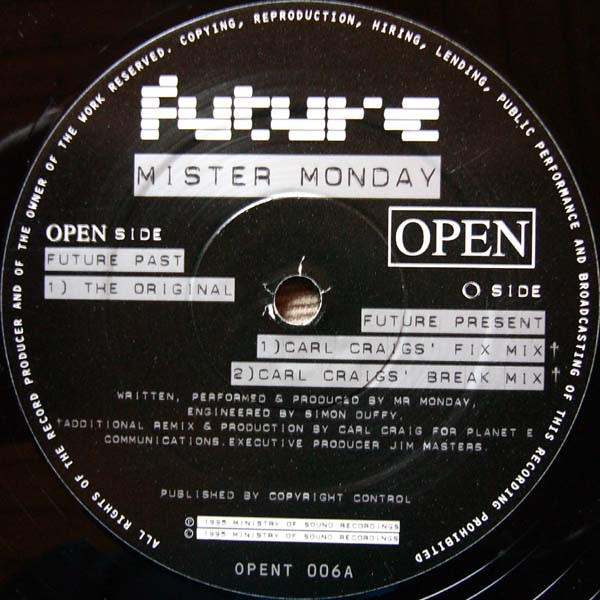 future
MISTER MONDAY
OPEN SIDE
FUTURE PAST
1) THE ORIGINAL
OPEN
O SIDE
FUTURE PRESENT
1)CARL CRAIGS' FIX MIX †
2)CARL CRAIGS' BREAK MIX †
WRITTEN, PERFORMED & PRODUCED BY MR MONDAY,
ENGINEERED BY SIMON DUFFY.
†ADDITIONAL REMIX & PRODUCTION BY CARL CRAIG FOR PLANET E
COMMUNICATIONS.EXECUTIVE PRODUCER JIM MASTERS.
PUBLISHED BY COPYRIGHT CONTROL
℗ 1995 MINISTRY OF SOUND RECORDINGS
© 1995 MINISTRY OF SOUND RECORDINGS
OPENT 006A
ALL RIGHTS OF THE RECORD PRODUCER AND OF THE OWNER OF THE WORK RESERVED. COPYING, REPRODUCTION, HIRING, LENDING, PUBLIC PERFORMANCE AND BROADCASTING OF THIS RECORDING PROHIBITED